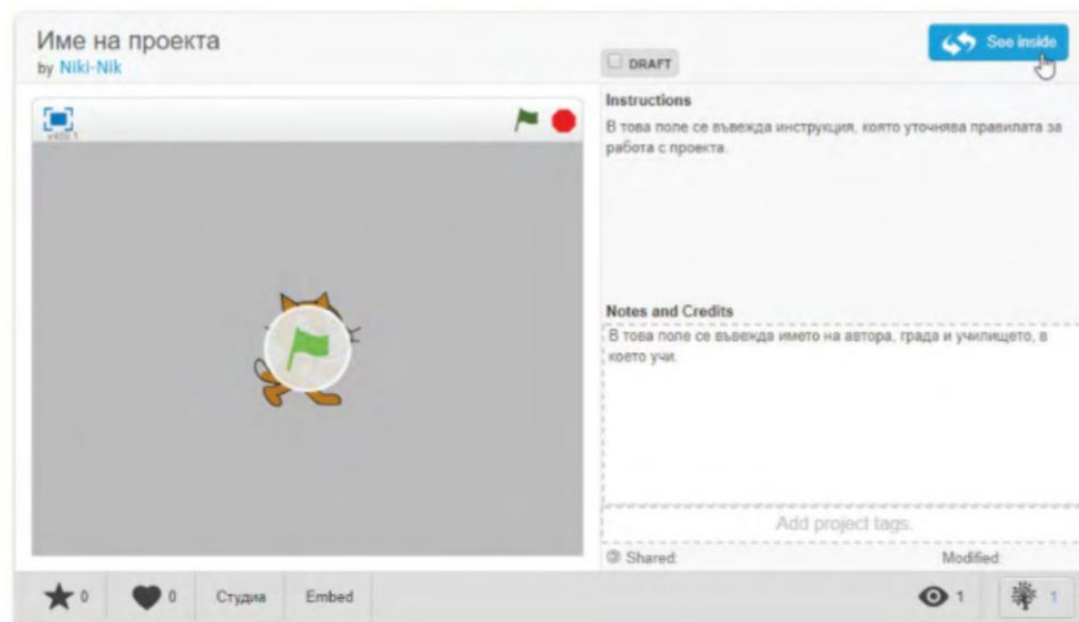 Име на проекта
by Niki-Nik
See inside
DRAFT
v459.1
Instructions
В това поле се въвежда инструкция, която уточнява правилата за
работа с проекта.
Notes and Credits
В това поле се въвежда името на автора, града и училището, в
което учи.
Add project tags.
Shared:
Modified:
0
0
Студиа
Embed
1
1